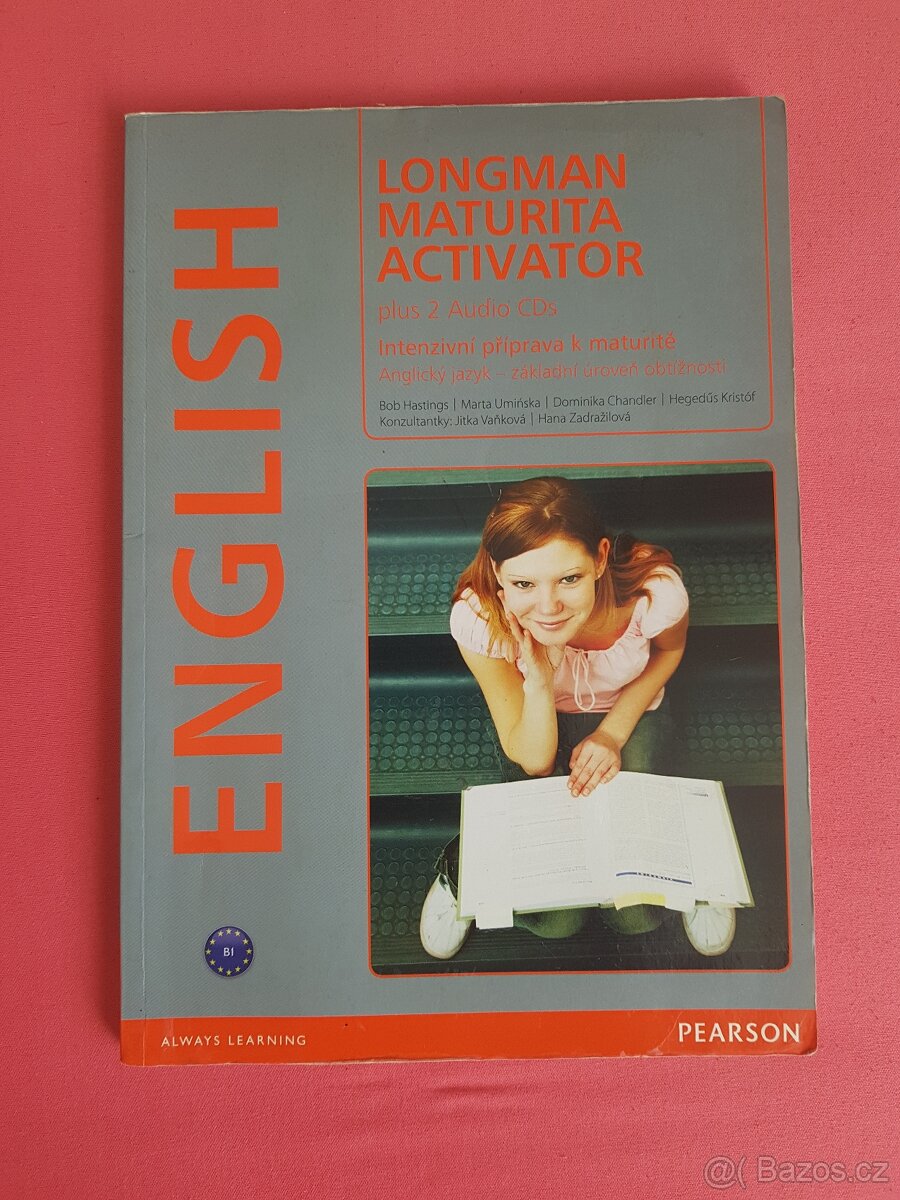 ENGLISH
LONGMAN
MATURITA
ACTIVATOR
plus 2 Audio CDs
Intenzivní příprava k maturitě
Anglický jazyk – základní úroveň obtížnosti
Bob Hastings | Marta Umińska | Dominika Chandler | Hegedűs Kristóf
Konzultantky: Jitka Vaňková | Hana Zadražilová
B1
ALWAYS LEARNING
PEARSON
@( Bazos.cz